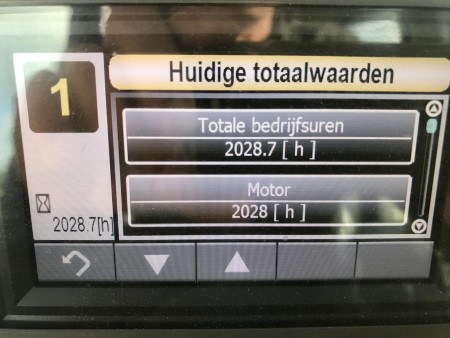 1
Huidige totaalwaarden
Totale bedrijfsuren
2028.7 [ h ]
Motor
2028 [ h ]
2028.7[h]